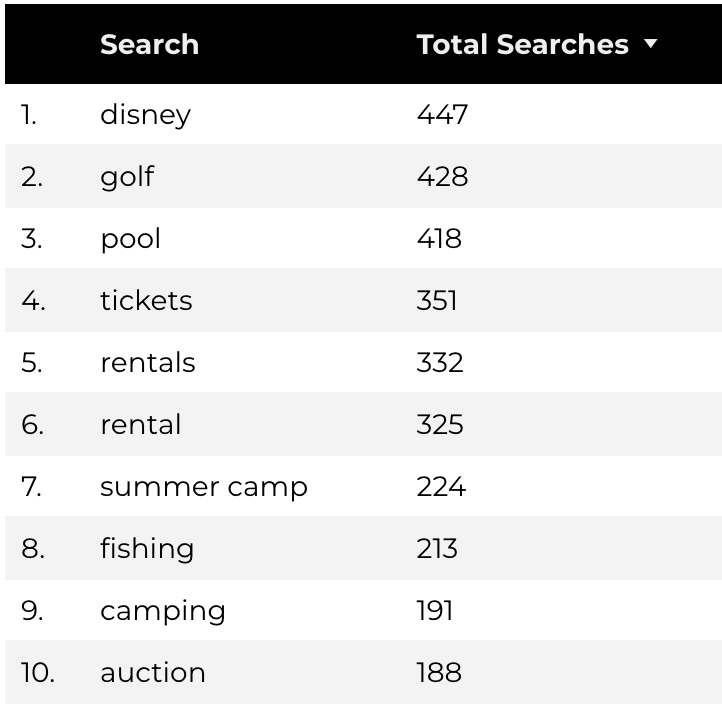 Search Total Searches ▼
1. disney 447
2. golf 428
3. pool 418
4. tickets 351
5. rentals 332
6. rental 325
7. summer camp 224
8. fishing 213
9. camping 191
10. auction 188